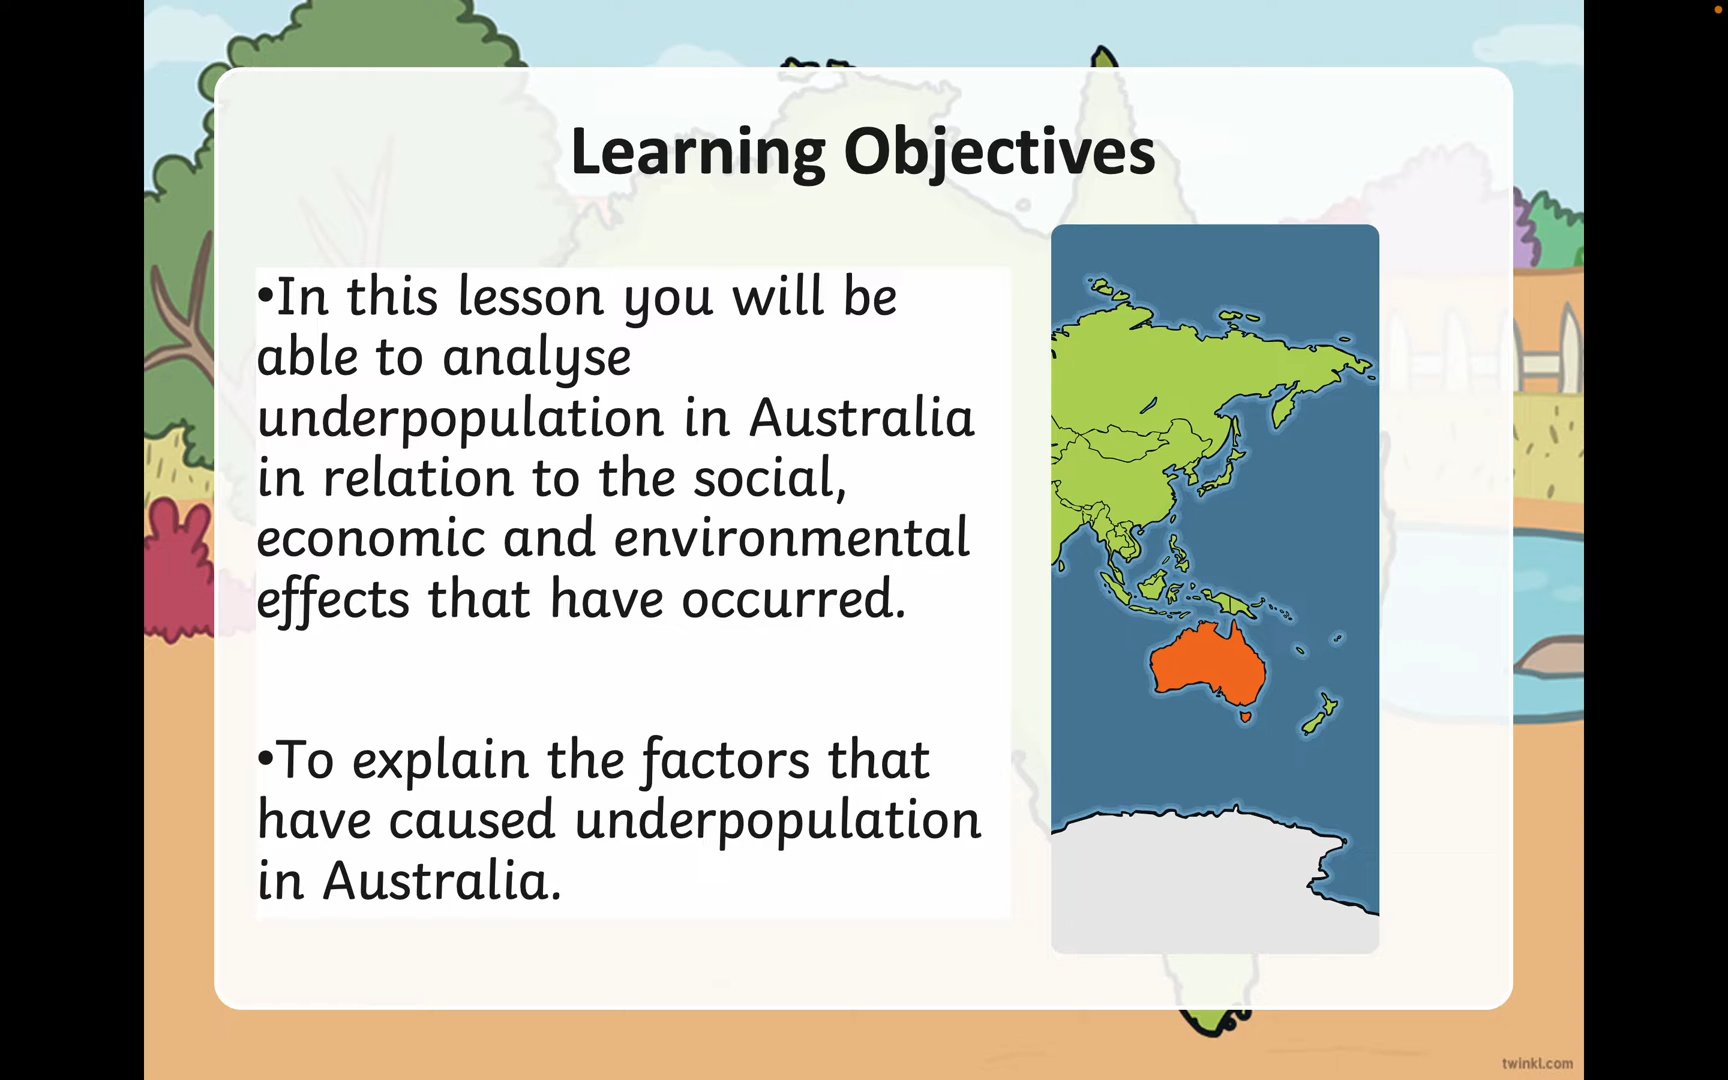 Learning Objectives
•In this lesson you will be
able to analyse
underpopulation in Australia
in relation to the social,
economic and environmental
effects that have occurred.
•To explain the factors that
have caused underpopulation
in Australia.
twinkl.com